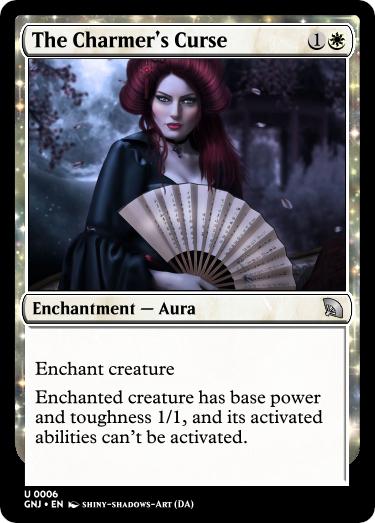 The Charmer's Curse 1
Enchantment — Aura
Enchant creature
Enchanted creature has base power
and toughness 1/1, and its activated
abilities can't be activated.
U 0006
GNJ • EN SHINY-SHADOWS-ART (DA)